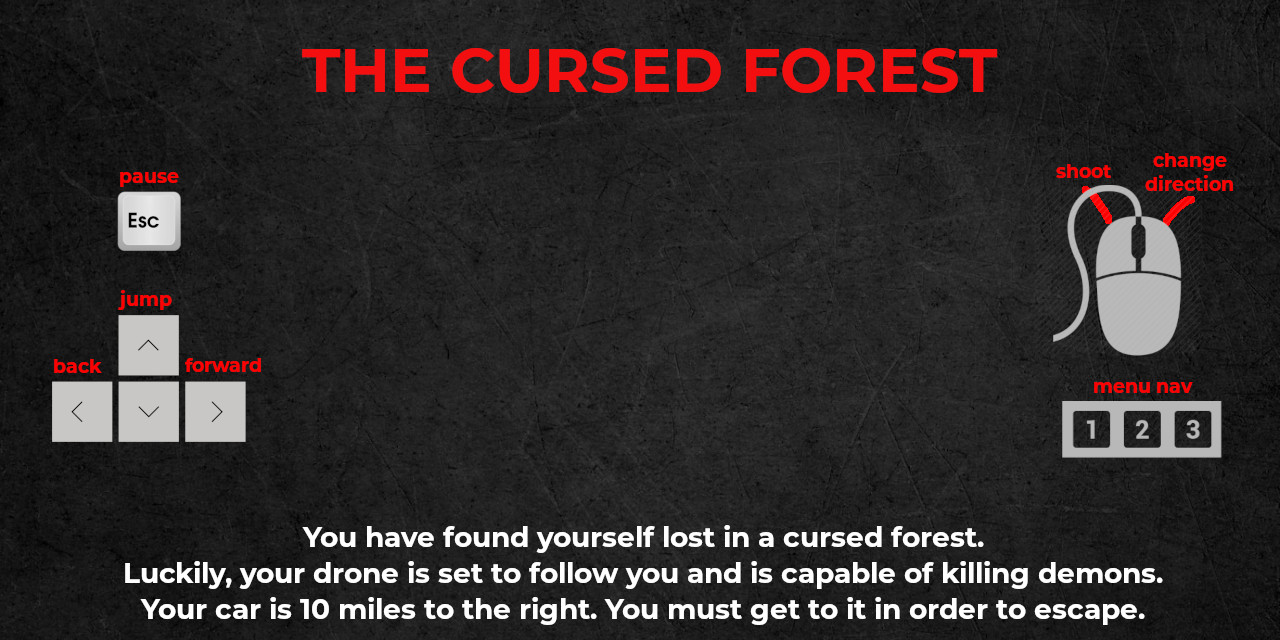 THE CURSED FOREST
pause
Esc
jump
back
forward
shoot
change
direction
menu nav
1 2 3
You have found yourself lost in a cursed forest.
Luckily, your drone is set to follow you and is capable of killing demons.
Your car is 10 miles to the right. You must get to it in order to escape.